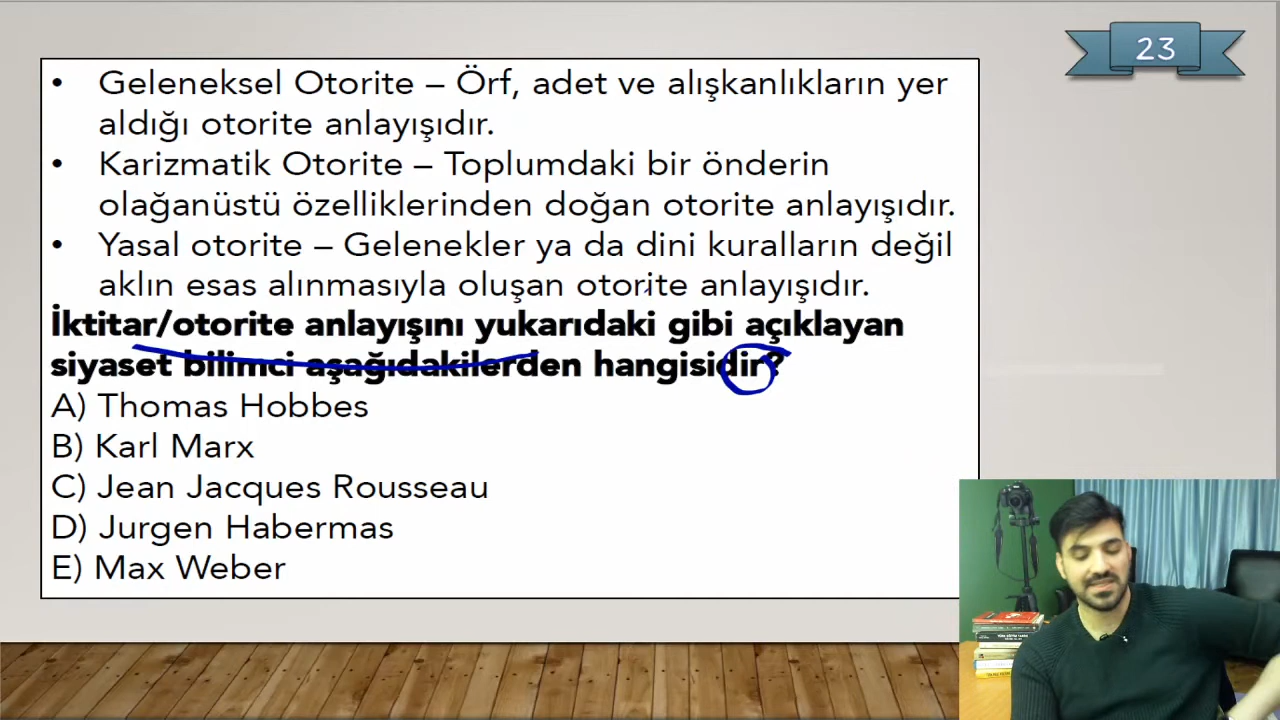 23
• Geleneksel Otorite – Örf, adet ve alışkanlıkların yer
aldığı otorite anlayışıdır.
• Karizmatik Otorite – Toplumdaki bir önderin
olağanüstü özelliklerinden doğan otorite anlayışıdır.
• Yasal otorite – Gelenekler ya da dini kuralların değil
aklın esas alınmasıyla oluşan otorite anlayışıdır.
İktitar/otorite anlayışını yukarıdaki gibi açıklayan
siyaset bilimci aşağıdakilerden hangisidir?
A) Thomas Hobbes
B) Karl Marx
C) Jean Jacques Rousseau
D) Jurgen Habermas
E) Max Weber